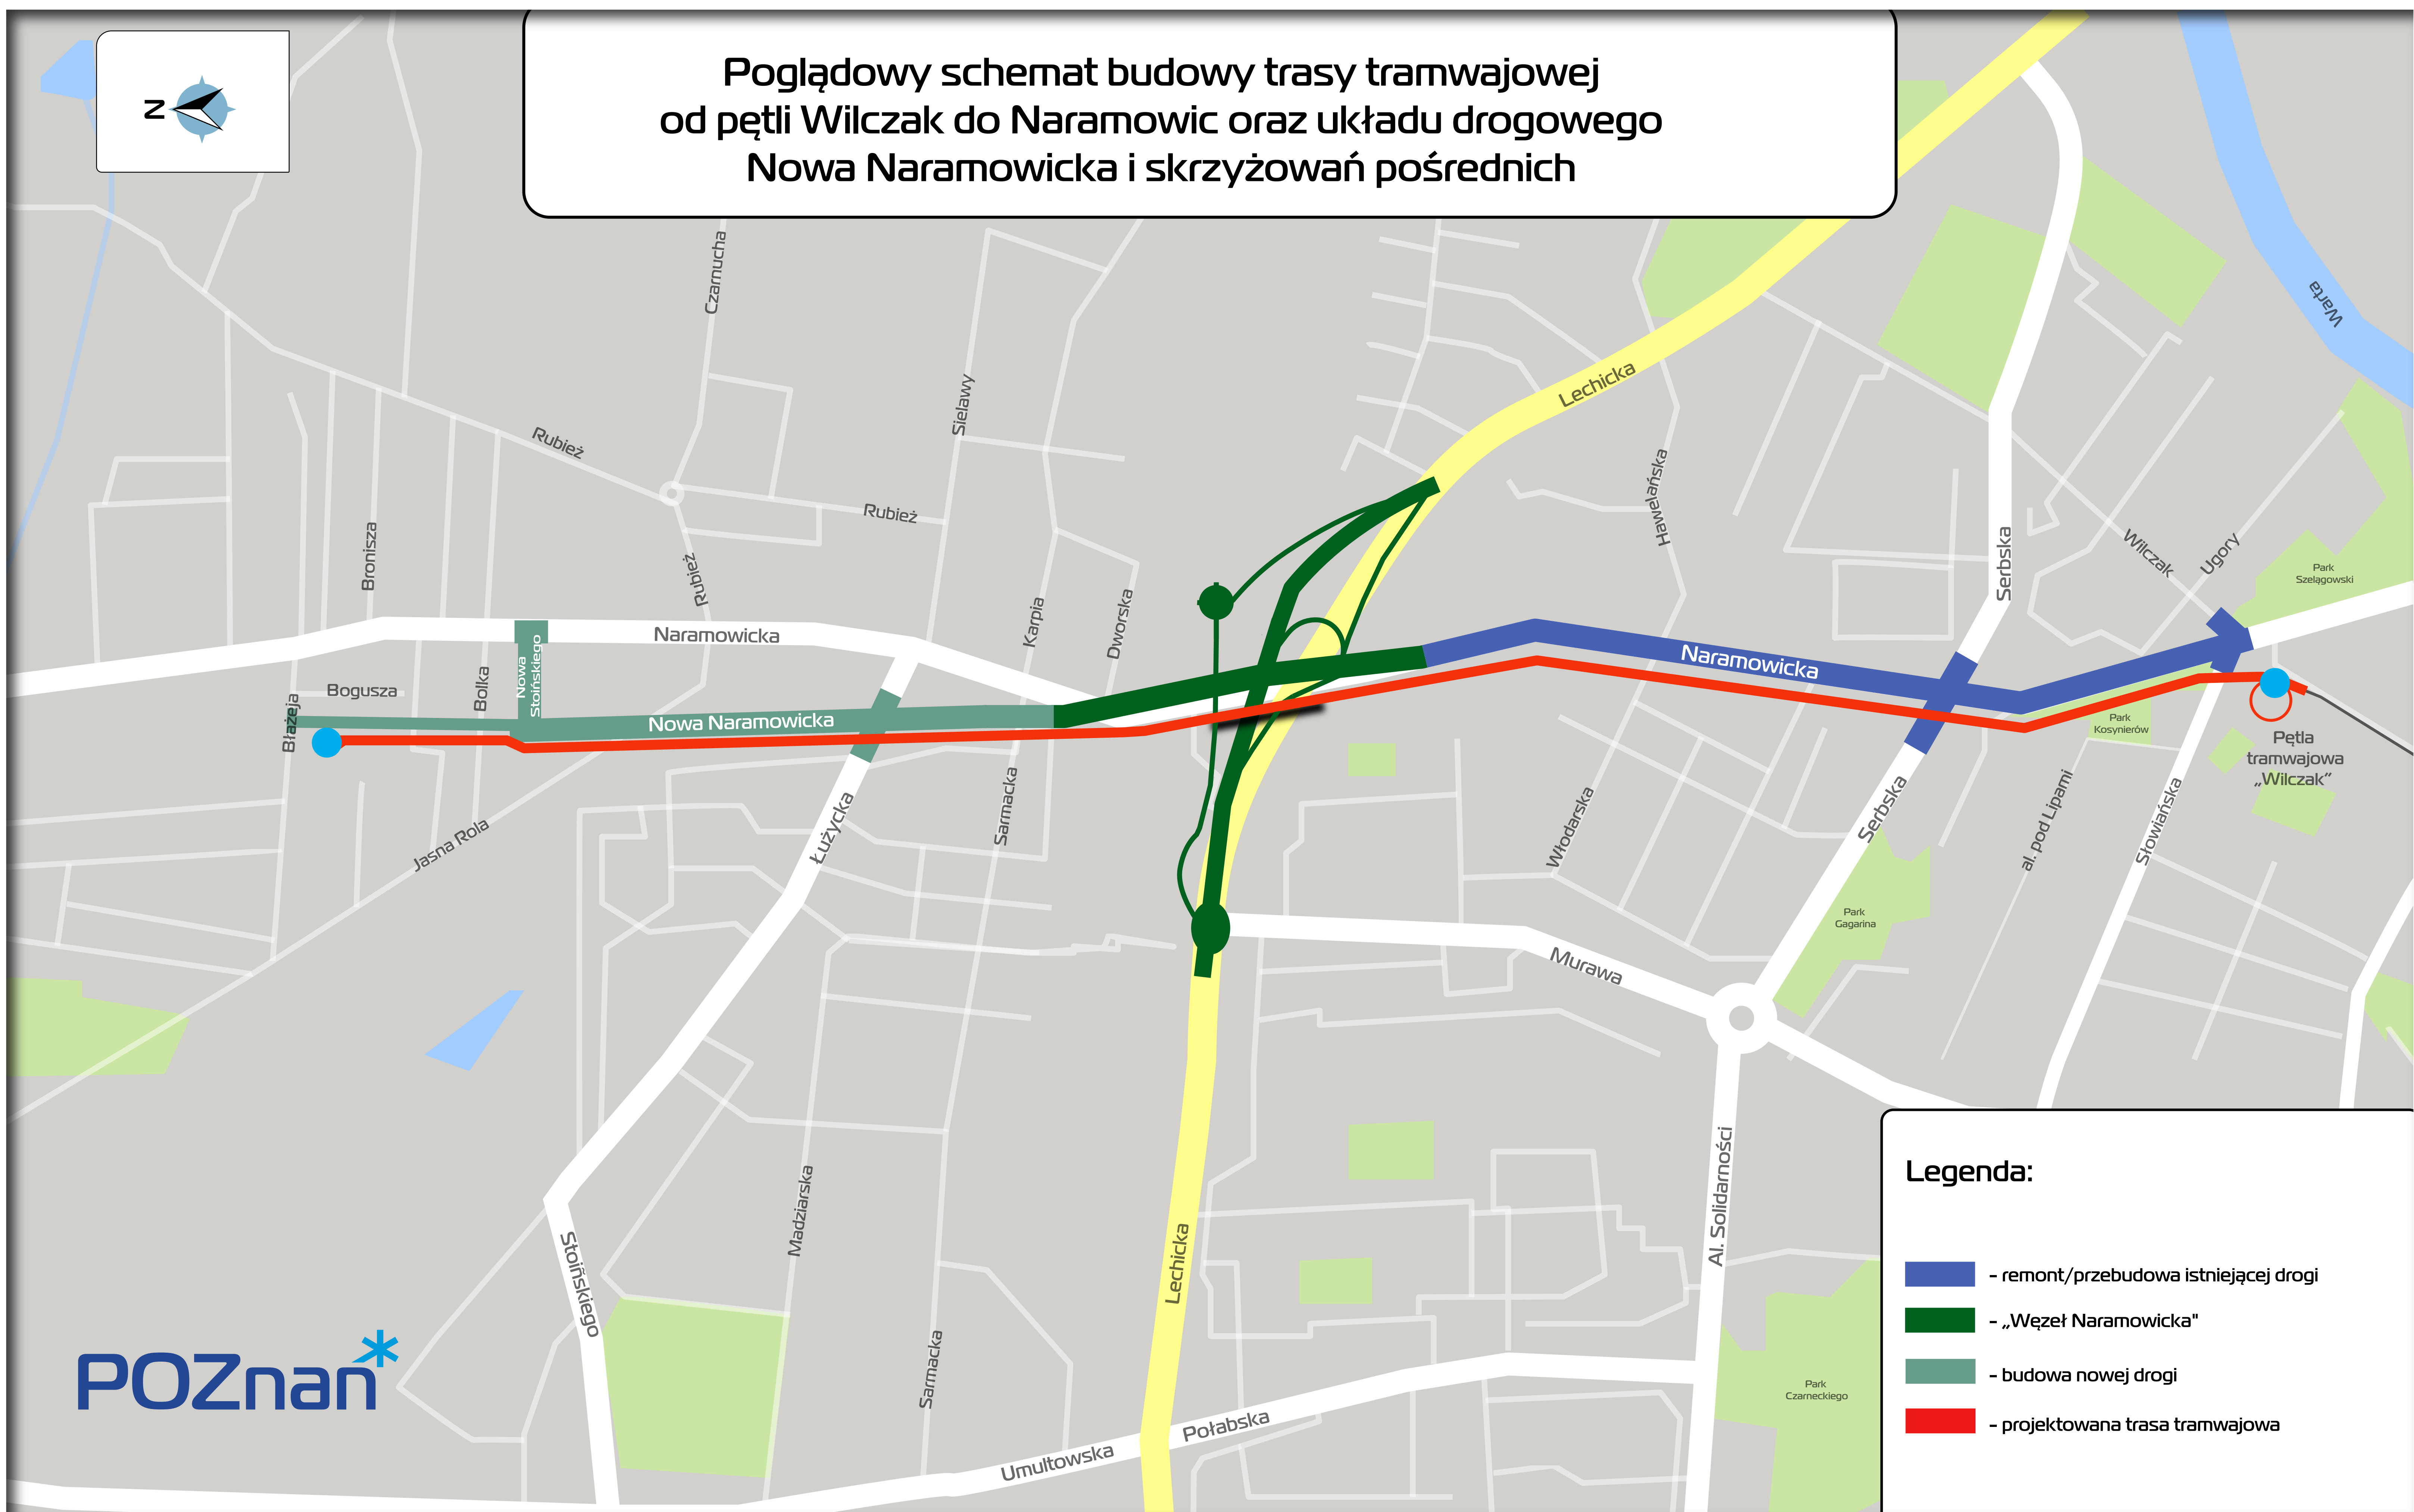 Poglądowy schemat budowy trasy tramwajowej
od pętli Wilczak do Naramowic oraz układu drogowego
Nowa Naramowicka i skrzyżowań pośrednich
N
Czarnucha
Warta
Lechicka
Sielawy
Rubież
Hawelańska
Rubież
Bronisza
Serbska
Wilczak
Ugory
Park
Szelągowski
Rubież
Karpia
Dworska
Naramowicka
Nowa
Stoińskiego
Naramowicka
Bogusza
Bolka
Błażeja
Nowa Naramowicka
Park
Kosynierów
Pętla
tramwajowa
„Wilczak”
Sarmacka
Łużycka
Jasna Rola
Włodarska
Serbska
al. pod Lipami
Słowiańska
Park
Gagarina
Murawa
Al. Solidarności
Madziarska
Lechicka
Stoińskiego
Sarmacka
Park
Czarneckiego
Połabska
Umultowska
POZnan*
Legenda:
- remont/przebudowa istniejącej drogi
- „Węzeł Naramowicka"
- budowa nowej drogi
- projektowana trasa tramwajowa